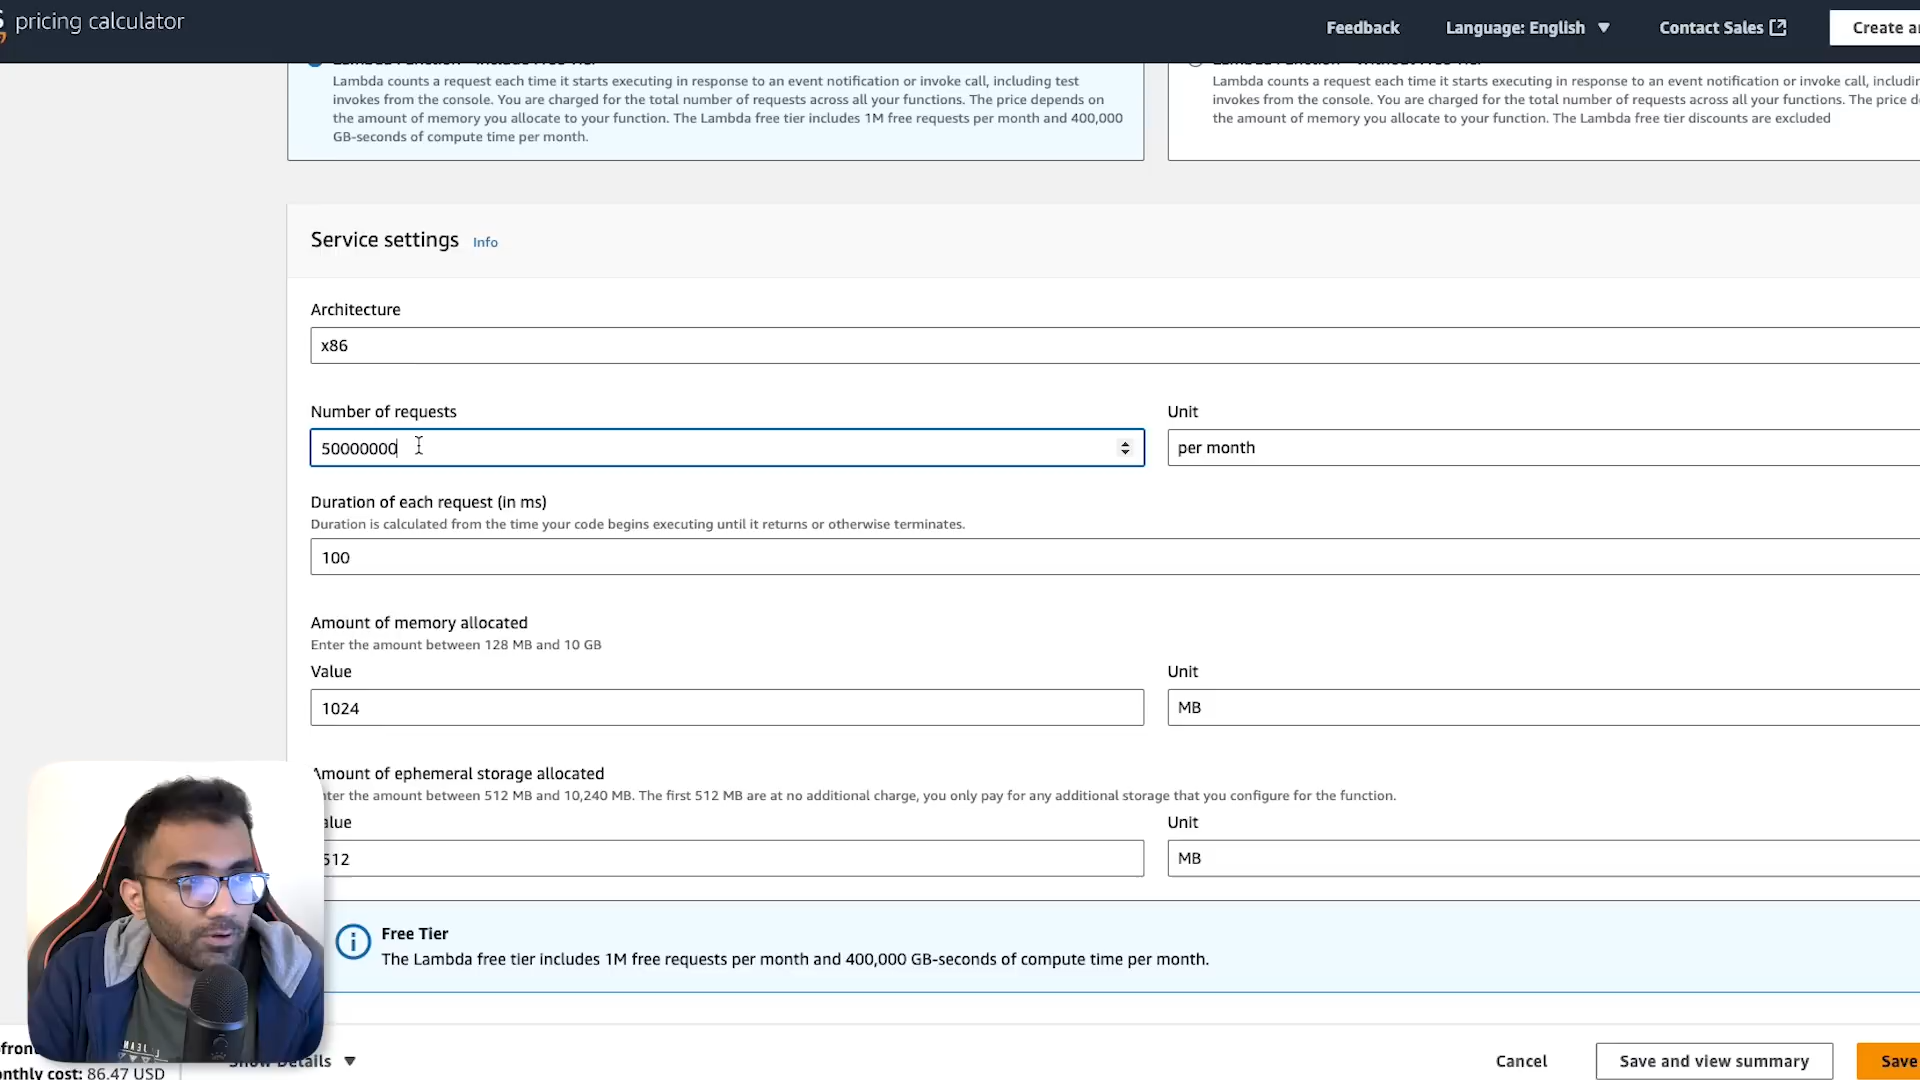 pricing calculator
Feedback
Language: English
Contact Sales
Create
Lambda counts a request each time it starts executing in response to an event notification or invoke call, including test
invokes from the console. You are charged for the total number of requests across all your functions. The price depends on
the amount of memory you allocate to your function. The Lambda free tier includes 1M free requests per month and 400,000
GB-seconds of compute time per month.
Lambda counts a request each time it starts executing in response to an event notification or invoke call, includin
invokes from the console. You are charged for the total number of requests across all your functions. The price d
the amount of memory you allocate to your function. The Lambda free tier discounts are excluded
Service settings Info
Architecture
x86
Number of requests
50000000
Unit
per month
Duration of each request (in ms)
Duration is calculated from the time your code begins executing until it returns or otherwise terminates.
100
Amount of memory allocated
Enter the amount between 128 MB and 10 GB
Value
1024
Unit
MB
Amount of ephemeral storage allocated
nter the amount between 512 MB and 10,240 MB. The first 512 MB are at no additional charge, you only pay for any additional storage that you configure for the function.
alue
512
Unit
MB
Free Tier
The Lambda free tier includes 1M free requests per month and 400,000 GB-seconds of compute time per month.
Show Details
onthly cost: 86.47 USD
Cancel
Save and view summary
Save